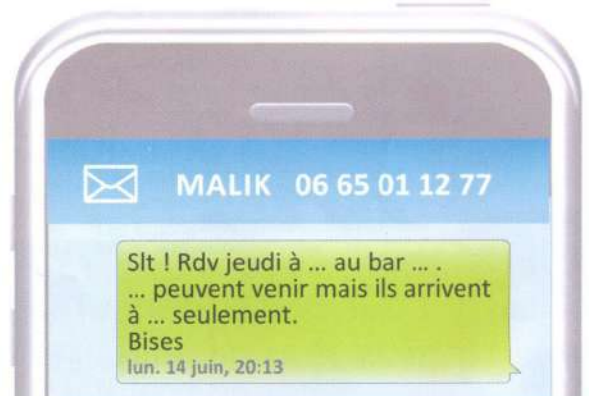 MALIK 06 65 01 12 77
Slt ! Rdv jeudi à ... au bar ... .
... peuvent venir mais ils arrivent
à ... seulement.
Bises
lun. 14 juin, 20:13